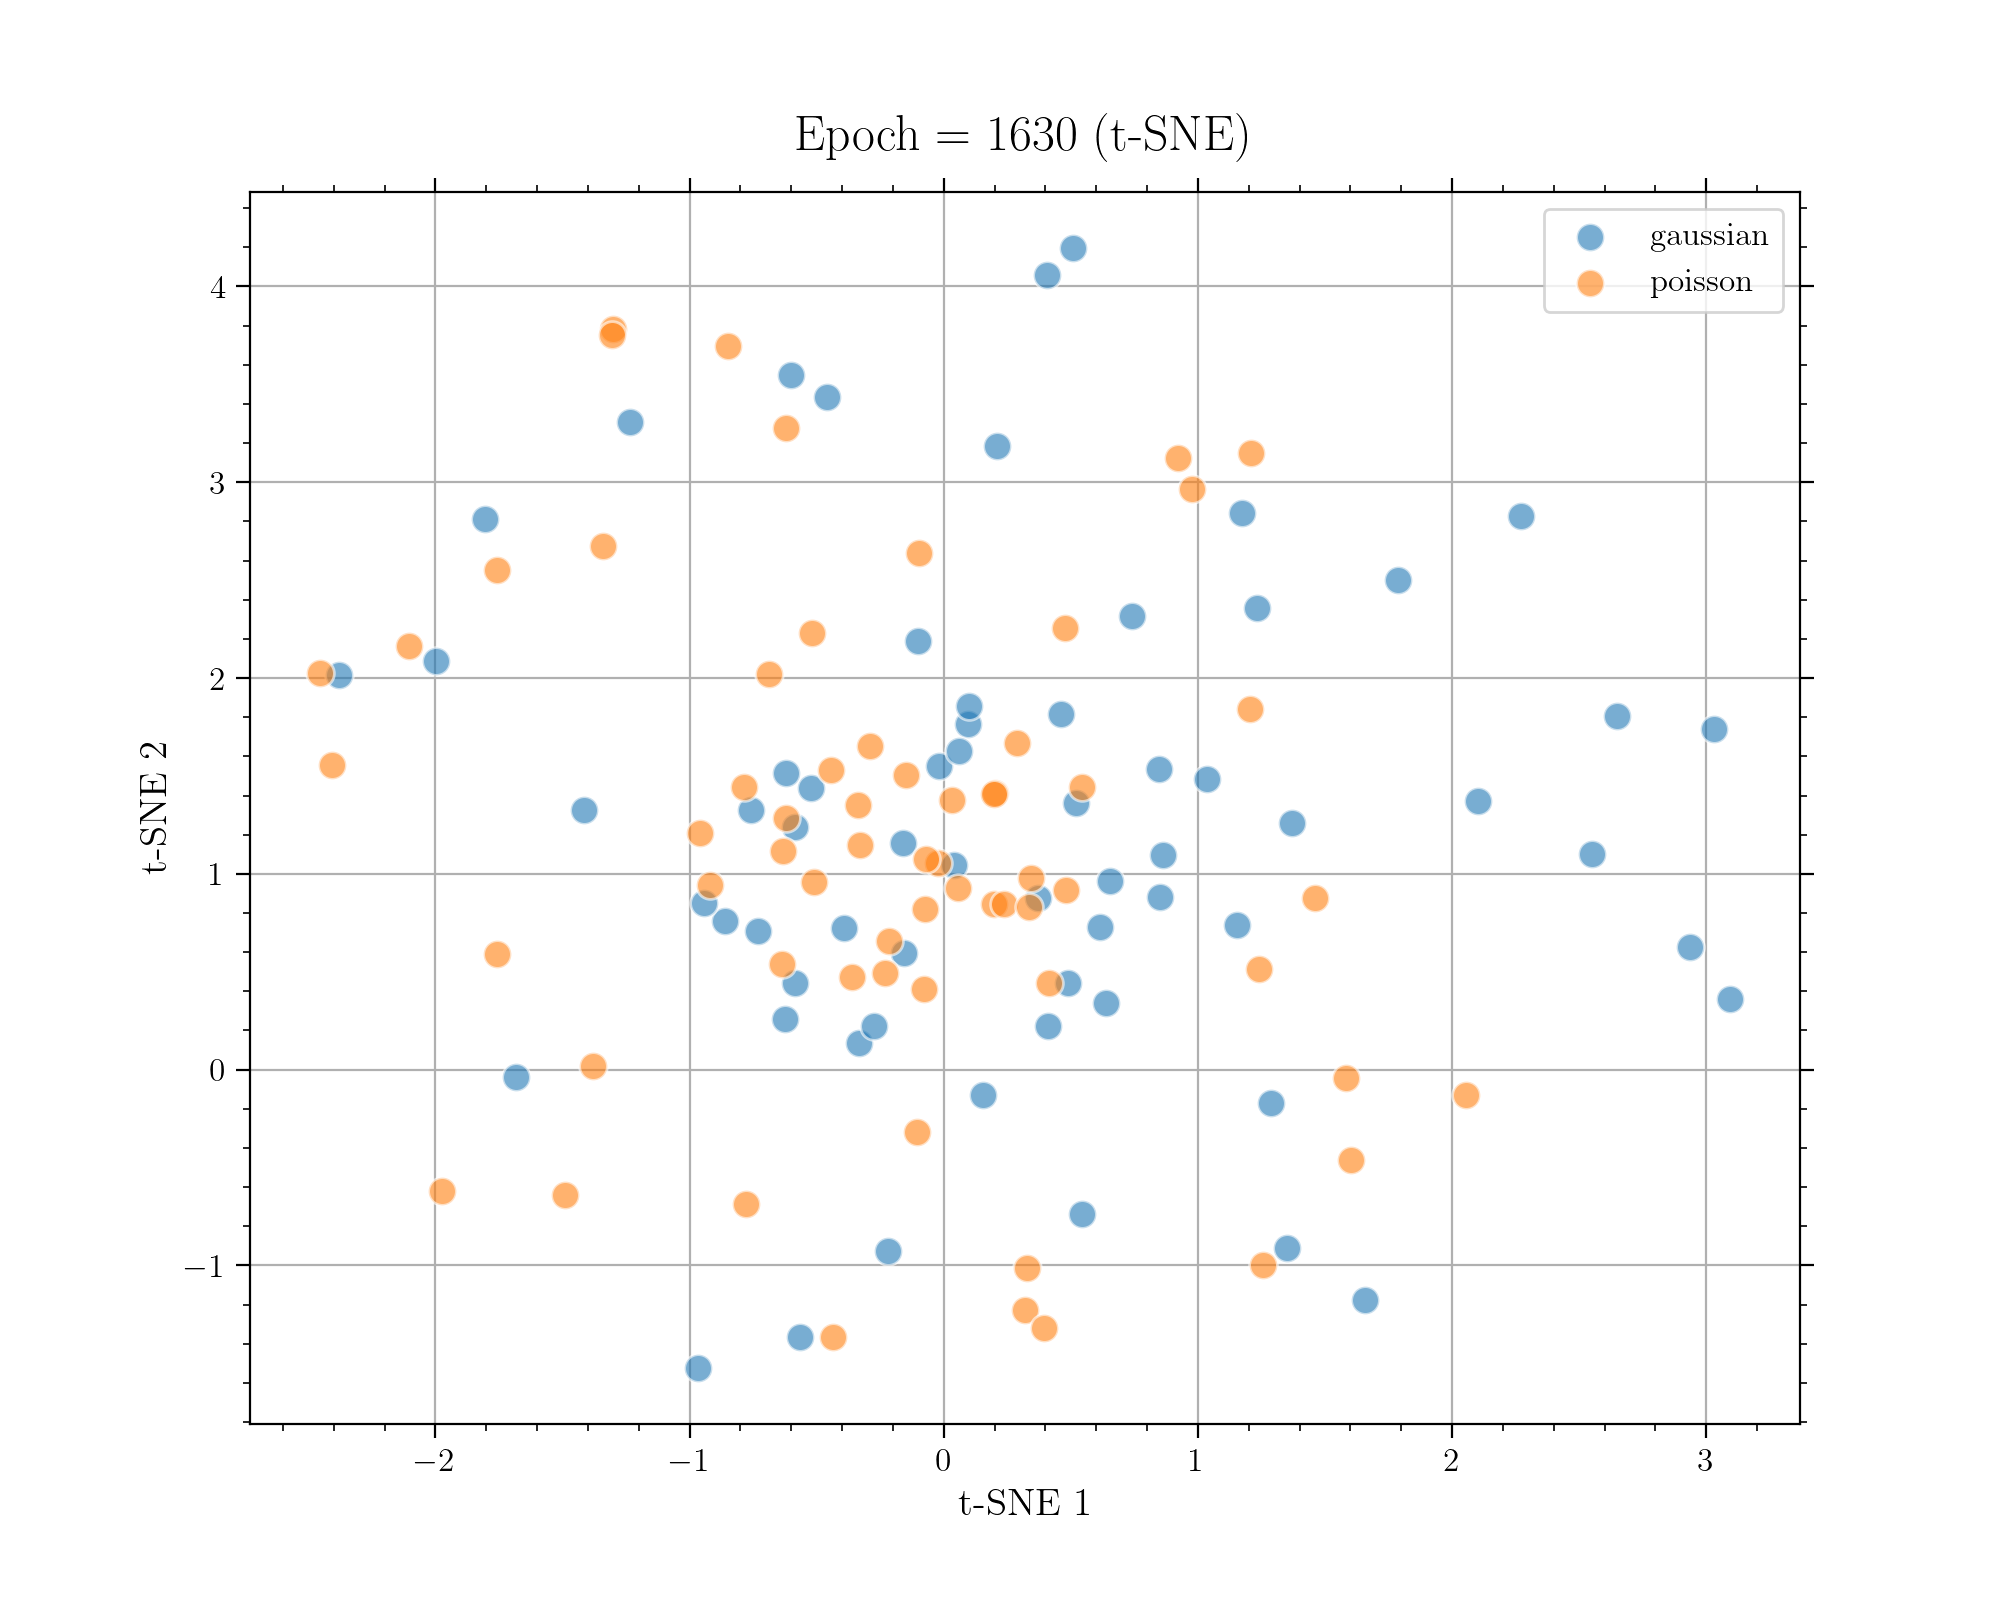 Epoch = 1630 (t-SNE)
gaussian
poisson
4
3
2
1
0
−1
t-SNE 2
−2
−1
0
1
2
3
t-SNE 1